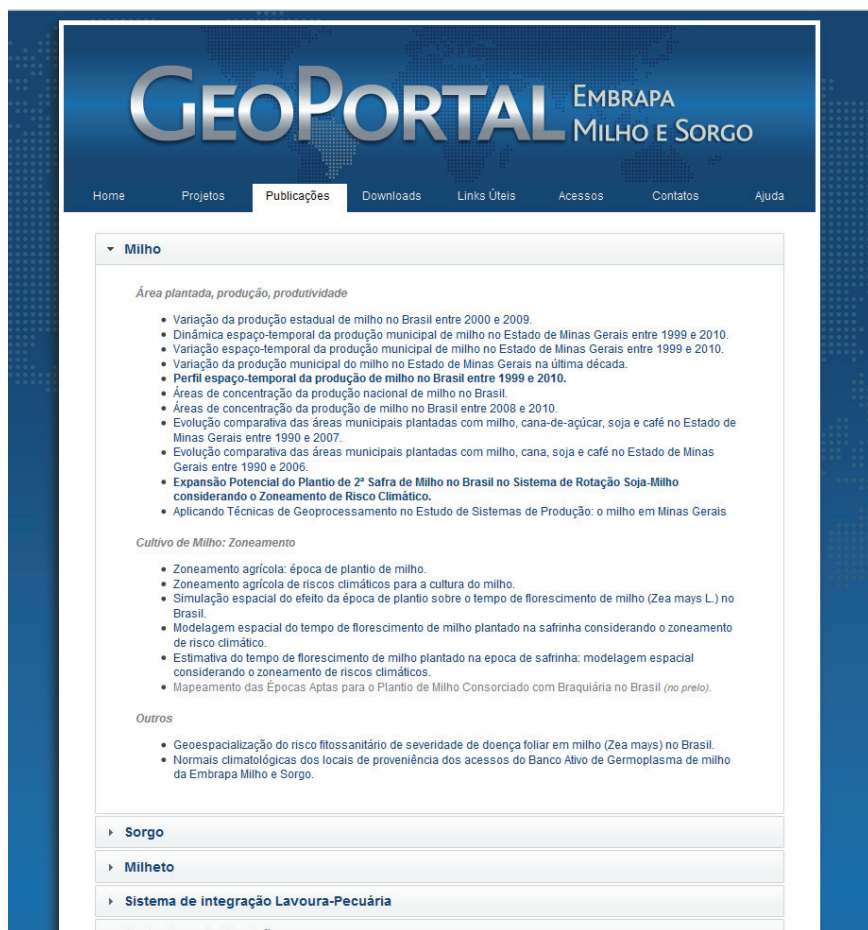 GEOPORTAL EMBRAPA
MILHO E SORGO
Home Projetos Publicações Downloads Links Úteis Acessos Contatos Ajuda
Milho
Área plantada, produção, produtividade
Variação da produção estadual de milho no Brasil entre 2000 e 2009.
Dinâmica espaço-temporal da produção municipal de milho no Estado de Minas Gerais entre 1999 e 2010.
Variação espaço-temporal da produção municipal de milho no Estado de Minas Gerais entre 1999 e 2010.
Variação da produção municipal do milho no Estado de Minas Gerais na última década.
Perfil espaço-temporal da produção de milho no Brasil entre 1999 e 2010.
Áreas de concentração da produção nacional de milho no Brasil.
Áreas de concentração da produção de milho no Brasil entre 2008 e 2010.
Evolução comparativa das áreas municipais plantadas com milho, cana-de-açúcar, soja e café no Estado de
Minas Gerais entre 1990 e 2007.
Evolução comparativa das áreas municipais plantadas com milho, cana, soja e café no Estado de Minas
Gerais entre 1990 e 2006.
Expansão Potencial do Plantio de 2ª Safra de Milho no Brasil no Sistema de Rotação Soja-Milho
considerando o Zoneamento de Risco Climático.
Aplicando Técnicas de Geoprocessamento no Estudo de Sistemas de Produção: o milho em Minas Gerais
Cultivo de Milho: Zoneamento
Zoneamento agrícola: época de plantio de milho.
Zoneamento agrícola de riscos climáticos para a cultura do milho.
Simulação espacial do efeito da época de plantio sobre o tempo de florescimento de milho (Zea mays L.) no
Brasil.
Modelagem espacial do tempo de florescimento de milho plantado na safrinha considerando o zoneamento
de risco climático.
Estimativa do tempo de florescimento de milho plantado na epoca de safrinha: modelagem espacial
considerando o zoneamento de riscos climáticos.
Mapeamento das Épocas Aptas para o Plantio de Milho Consorciado com Braquiária no Brasil (no prelo).
Outros
Geoespacialização do risco fitossanitário de severidade de doença foliar em milho (Zea mays) no Brasil.
Normais climatológicas dos locais de proveniência dos acessos do Banco Ativo de Germoplasma de milho
da Embrapa Milho e Sorgo.
Sorgo
Milheto
Sistema de integração Lavoura-Pecuária